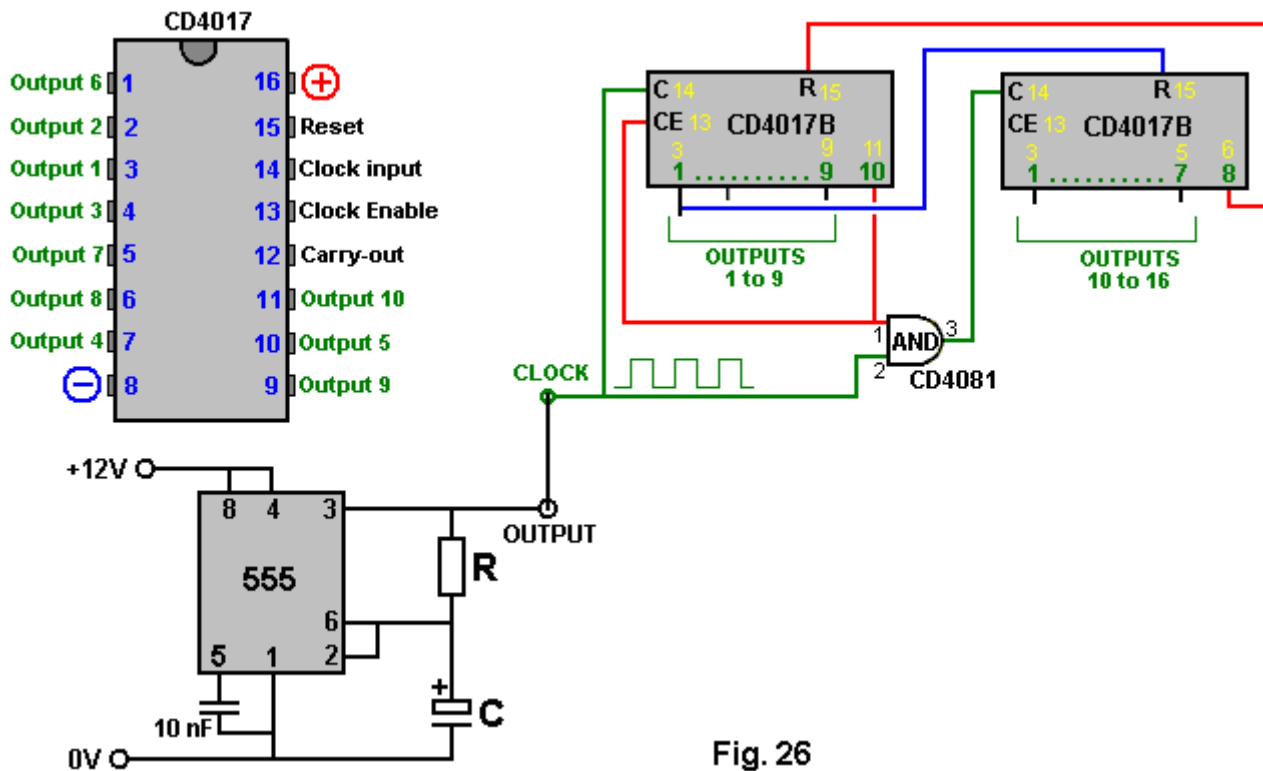 CD4017
Output 6 1 16 +
Output 2 2 15 Reset
Output 1 3 14 Clock input
Output 3 4 13 Clock Enable
Output 7 5 12 Carry-out
Output 8 6 11 Output 10
Output 4 7 10 Output 5
− 8 9 Output 9
C 14 R 15
CE 13 CD4017B
3 9 11
1 .......... 9 10
OUTPUTS
1 to 9
C 14 R 15
CE 13 CD4017B
3 5 6
1 .......... 7 8
OUTPUTS
10 to 16
1 AND 3
2 CD4081
CLOCK
+12V
8 4 3
OUTPUT
555
R
6
5 1 2
+
10 nF
C
0V
Fig. 26